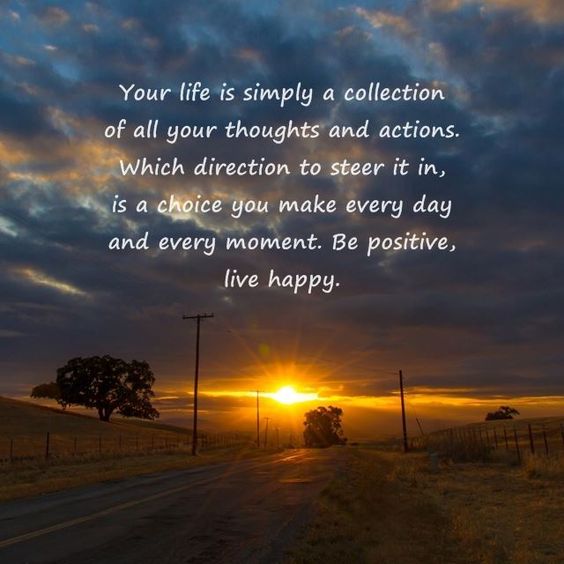 Your life is simply a collection
of all your thoughts and actions.
Which direction to steer it in,
is a choice you make every day
and every moment. Be positive,
live happy.